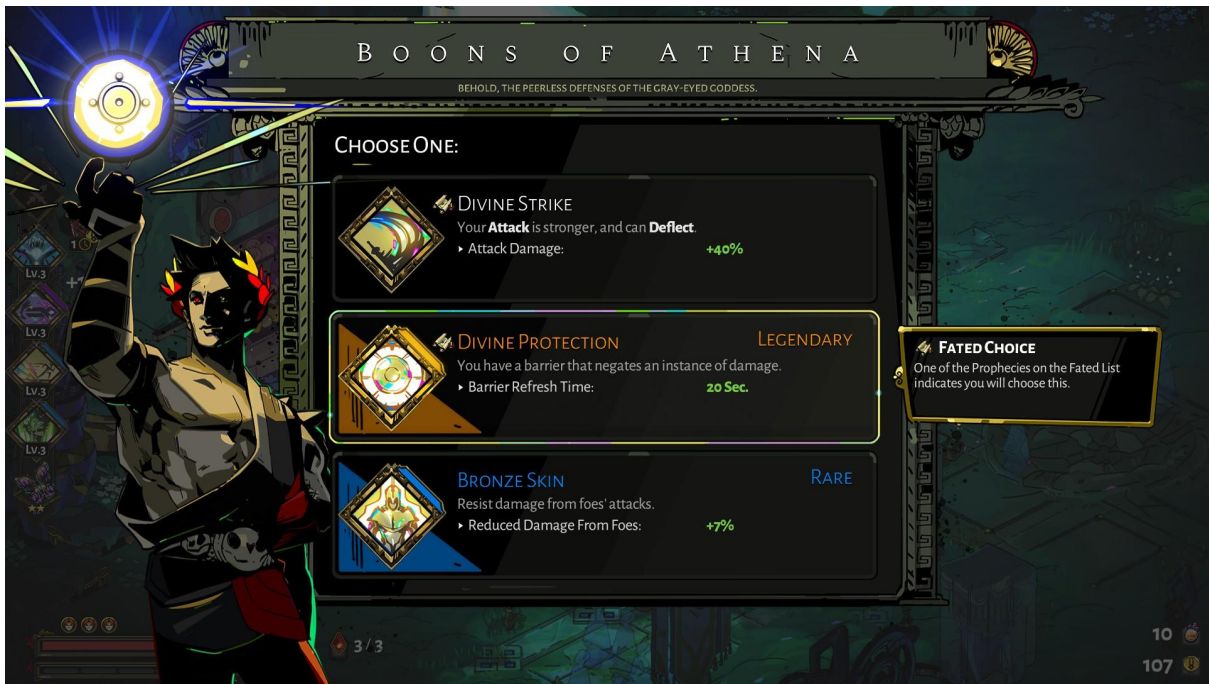 BOONS OF ATHENA
BEHOLD, THE PEERLESS DEFENSES OF THE GRAY-EYED GODDESS.
CHOOSE ONE:
DIVINE STRIKE
Your Attack is stronger, and can Deflect.
▸ Attack Damage: +40%
DIVINE PROTECTION LEGENDARY
You have a barrier that negates an instance of damage.
▸ Barrier Refresh Time: 20 Sec.
BRONZE SKIN RARE
Resist damage from foes' attacks.
▸ Reduced Damage From Foes: +7%
FATED CHOICE
One of the Prophecies on the Fated List
indicates you will choose this.
1
Lv.3
Lv.3
Lv.3
Lv.3
3/3
10
107